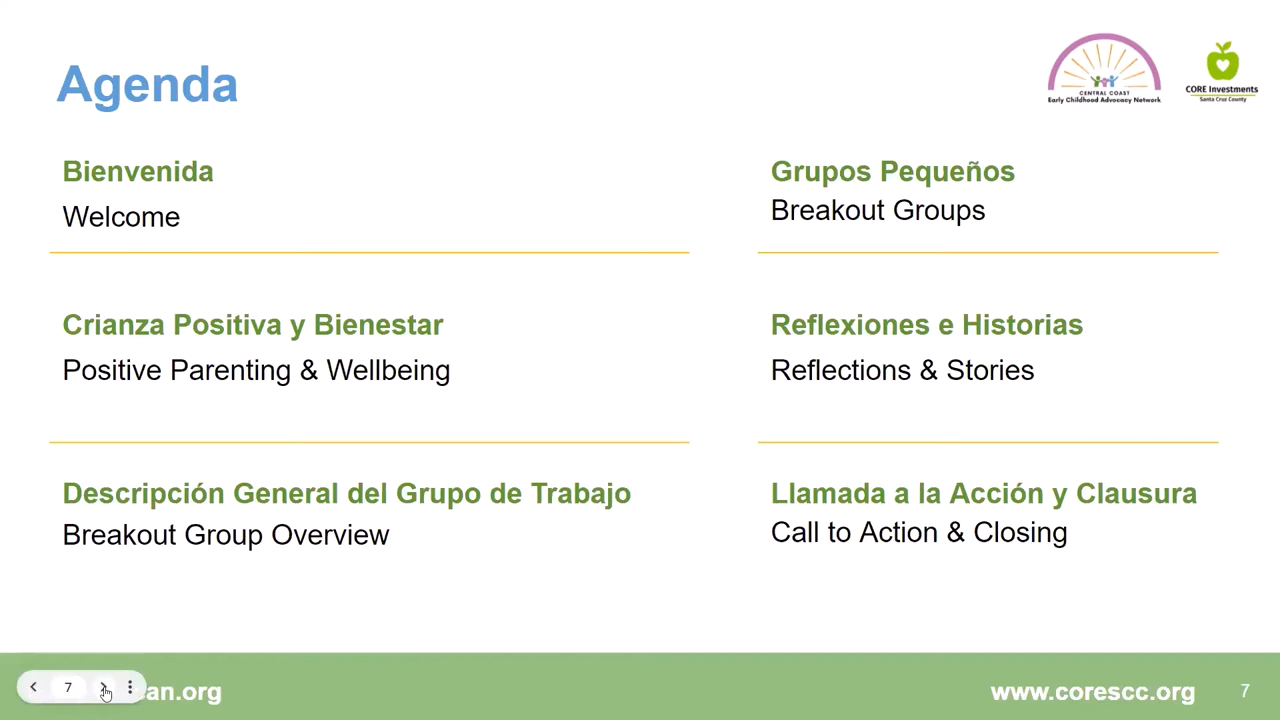 Agenda
CENTRAL COAST
Early Childhood Advocacy Network
CORE Investments
Santa Cruz County
Bienvenida
Welcome
Crianza Positiva y Bienestar
Positive Parenting & Wellbeing
Descripción General del Grupo de Trabajo
Breakout Group Overview
Grupos Pequeños
Breakout Groups
Reflexiones e Historias
Reflections & Stories
Llamada a la Acción y Clausura
Call to Action & Closing
7
an.org
www.corescc.org
7